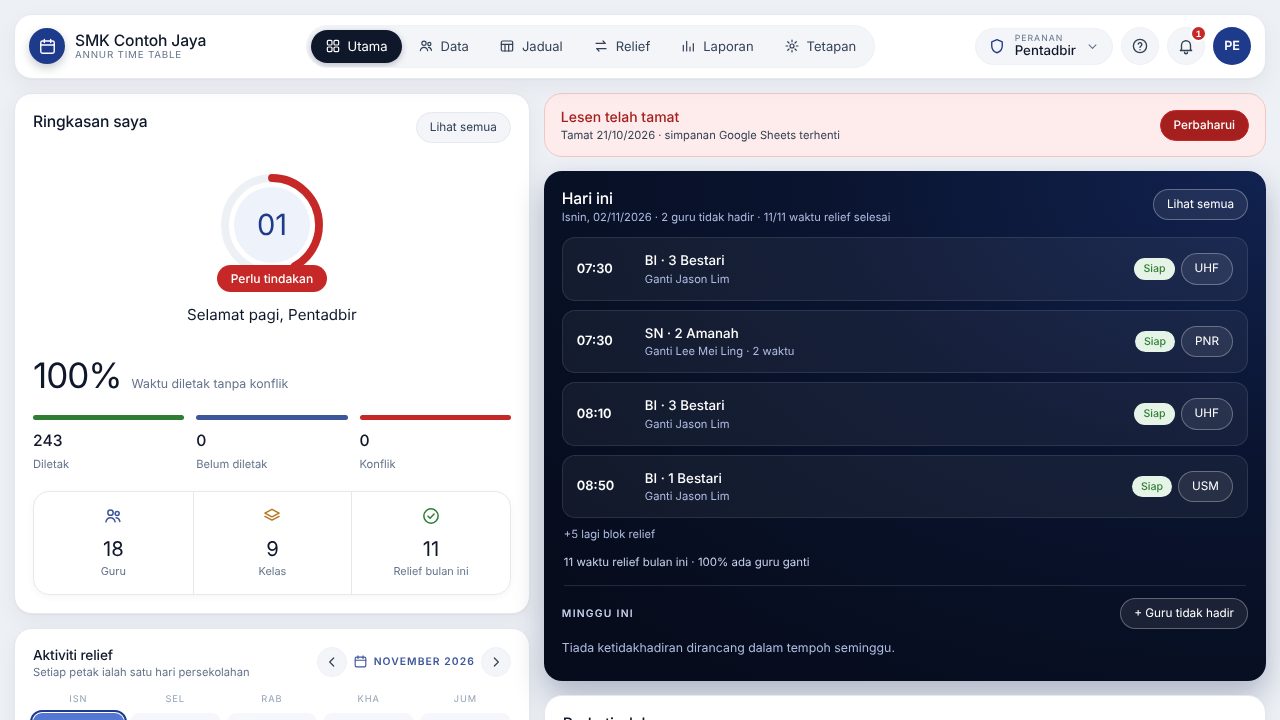 SMK Contoh Jaya
ANNUR TIME TABLE
Utama
Data
Jadual
Relief
Laporan
Tetapan
PERANAN
Pentadbir
1
PE
Ringkasan saya
Lihat semua
01
Perlu tindakan
Selamat pagi, Pentadbir
100% Waktu diletak tanpa konflik
243
Diletak
0
Belum diletak
0
Konflik
18
Guru
9
Kelas
11
Relief bulan ini
Aktiviti relief
Setiap petak ialah satu hari persekolahan
NOVEMBER 2026
ISN SEL RAB KHA JUM
Lesen telah tamat
Tamat 21/10/2026 · simpanan Google Sheets terhenti
Perbaharui
Hari ini
Isnin, 02/11/2026 · 2 guru tidak hadir · 11/11 waktu relief selesai
Lihat semua
07:30
BI · 3 Bestari
Ganti Jason Lim
Siap
UHF
07:30
SN · 2 Amanah
Ganti Lee Mei Ling · 2 waktu
Siap
PNR
08:10
BI · 3 Bestari
Ganti Jason Lim
Siap
UHF
08:50
BI · 1 Bestari
Ganti Jason Lim
Siap
USM
+5 lagi blok relief
11 waktu relief bulan ini · 100% ada guru ganti
MINGGU INI
+ Guru tidak hadir
Tiada ketidakhadiran dirancang dalam tempoh seminggu.